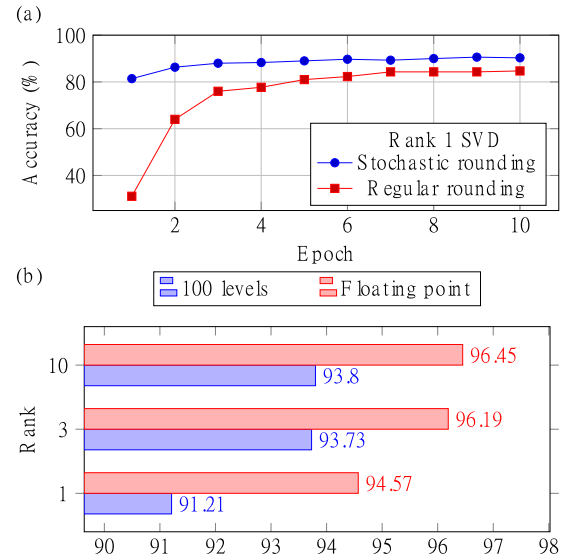 (a)
100
80
60
40
Accuracy (%)
Rank 1 SVD
Stochastic rounding
Regular rounding
2 4 6 8 10
Epoch
(b)
100 levels Floating point
Rank
10 96.45
93.8
3 96.19
93.73
1 94.57
91.21
90 91 92 93 94 95 96 97 98